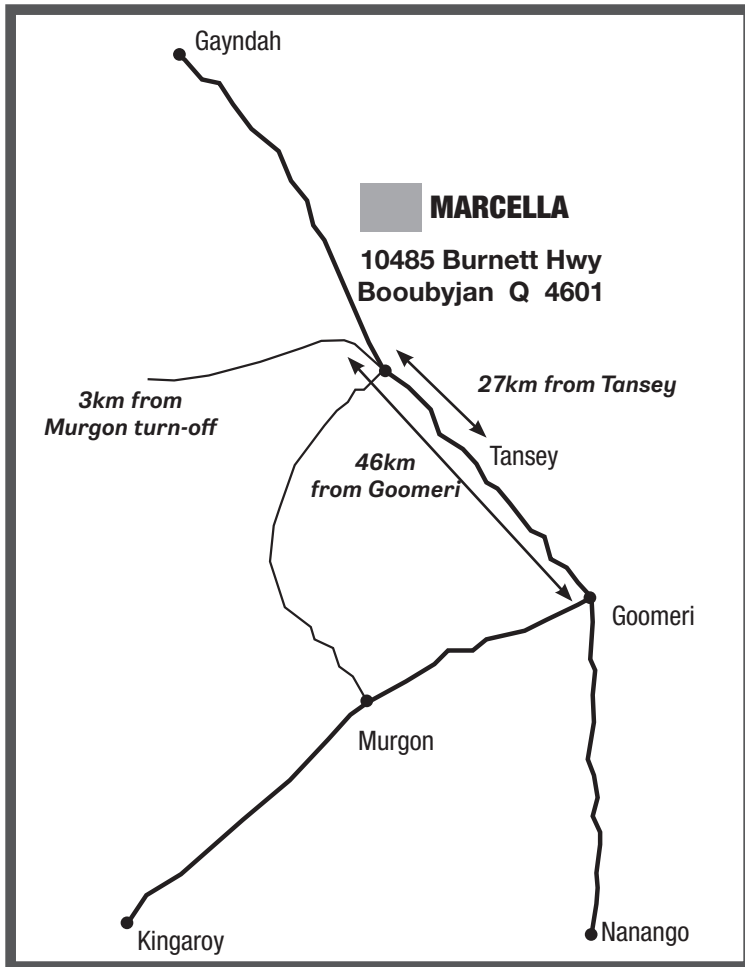 Gayndah
MARCELLA
10485 Burnett Hwy
Booubyjan Q 4601
27km from Tansey
3km from
Murgon turn-off
Tansey
46km
from Goomeri
Goomeri
Murgon
Kingaroy
Nanango